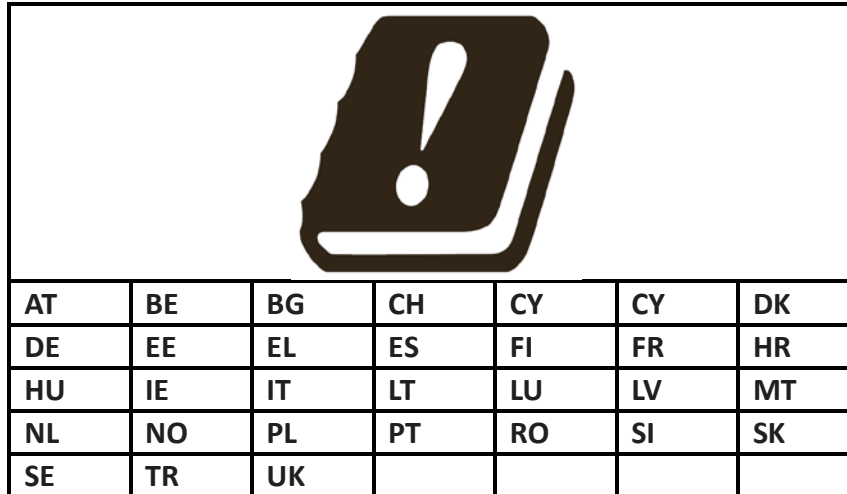 !
AT BE BG CH CY CY DK
DE EE EL ES FI FR HR
HU IE IT LT LU LV MT
NL NO PL PT RO SI SK
SE TR UK